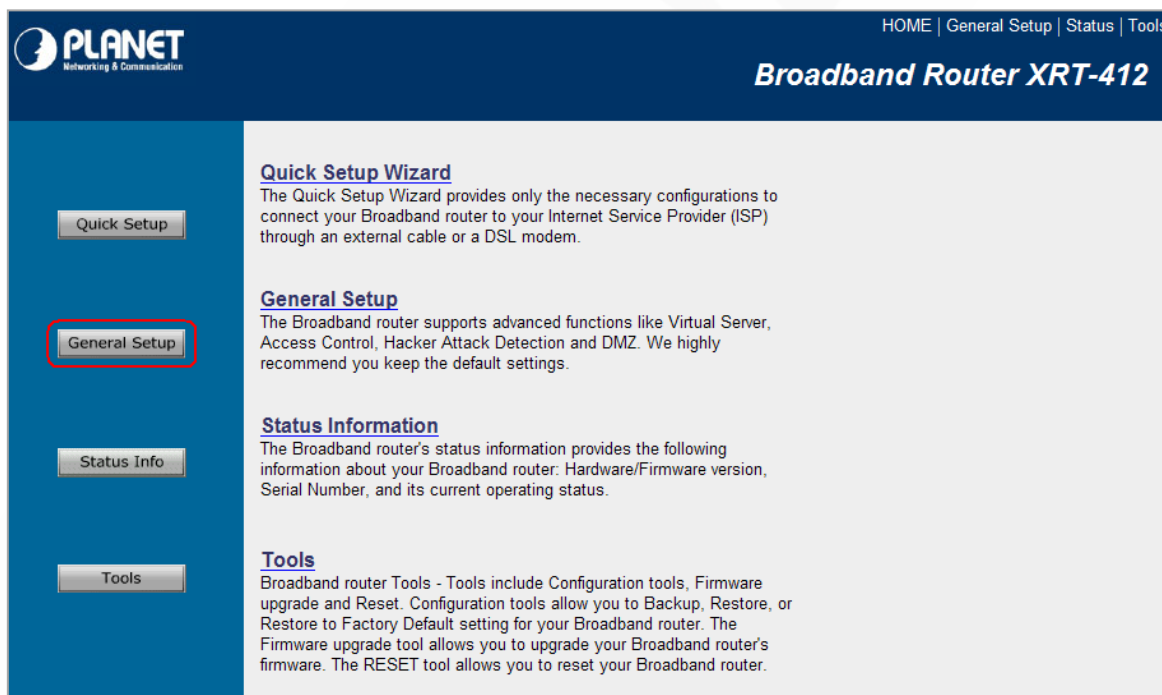 PLANET
Networking & Communication
HOME | General Setup | Status | Tools
Broadband Router XRT-412
Quick Setup
General Setup
Status Info
Tools
Quick Setup Wizard
The Quick Setup Wizard provides only the necessary configurations to
connect your Broadband router to your Internet Service Provider (ISP)
through an external cable or a DSL modem.
General Setup
The Broadband router supports advanced functions like Virtual Server,
Access Control, Hacker Attack Detection and DMZ. We highly
recommend you keep the default settings.
Status Information
The Broadband router's status information provides the following
information about your Broadband router: Hardware/Firmware version,
Serial Number, and its current operating status.
Tools
Broadband router Tools - Tools include Configuration tools, Firmware
upgrade and Reset. Configuration tools allow you to Backup, Restore, or
Restore to Factory Default setting for your Broadband router. The
Firmware upgrade tool allows you to upgrade your Broadband router's
firmware. The RESET tool allows you to reset your Broadband router.